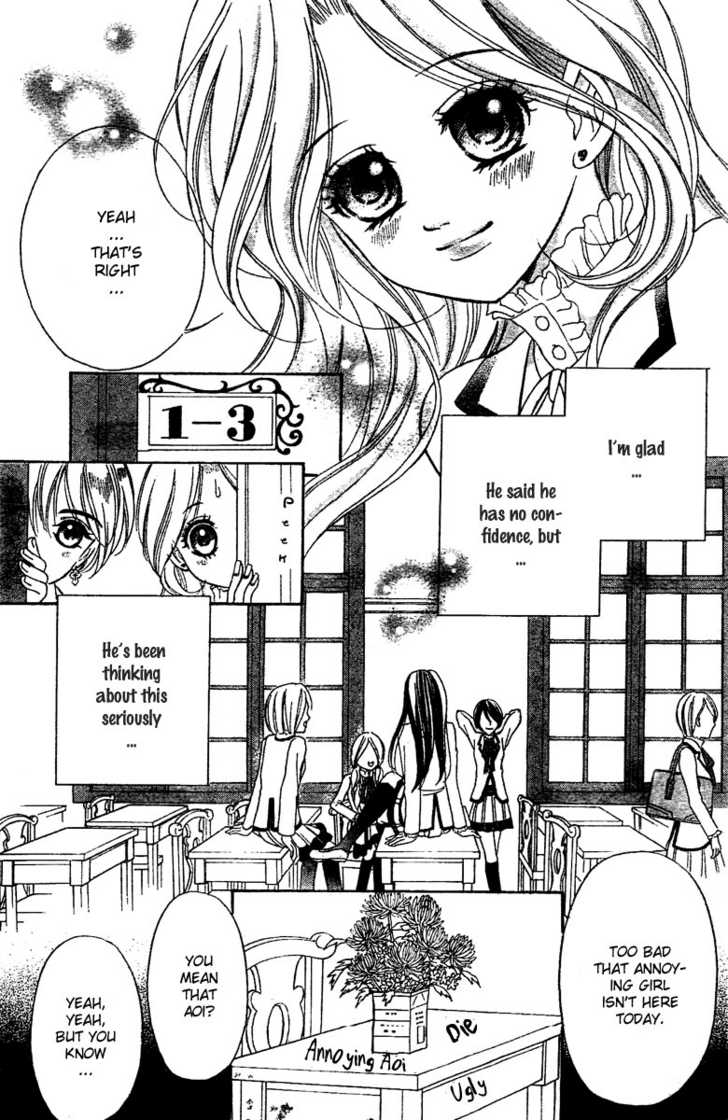 YEAH
...
THAT'S
RIGHT
...
1-3
I'm glad
...
He said he
has no con-
fidence, but
...
Peek
He's been
thinking
about this
seriously
...
TOO BAD
THAT ANNOY-
ING GIRL
ISN'T HERE
TODAY.
YOU
MEAN
THAT
AOI?
YEAH,
YEAH,
BUT YOU
KNOW
...
Die
Annoying Aoi
Ugly